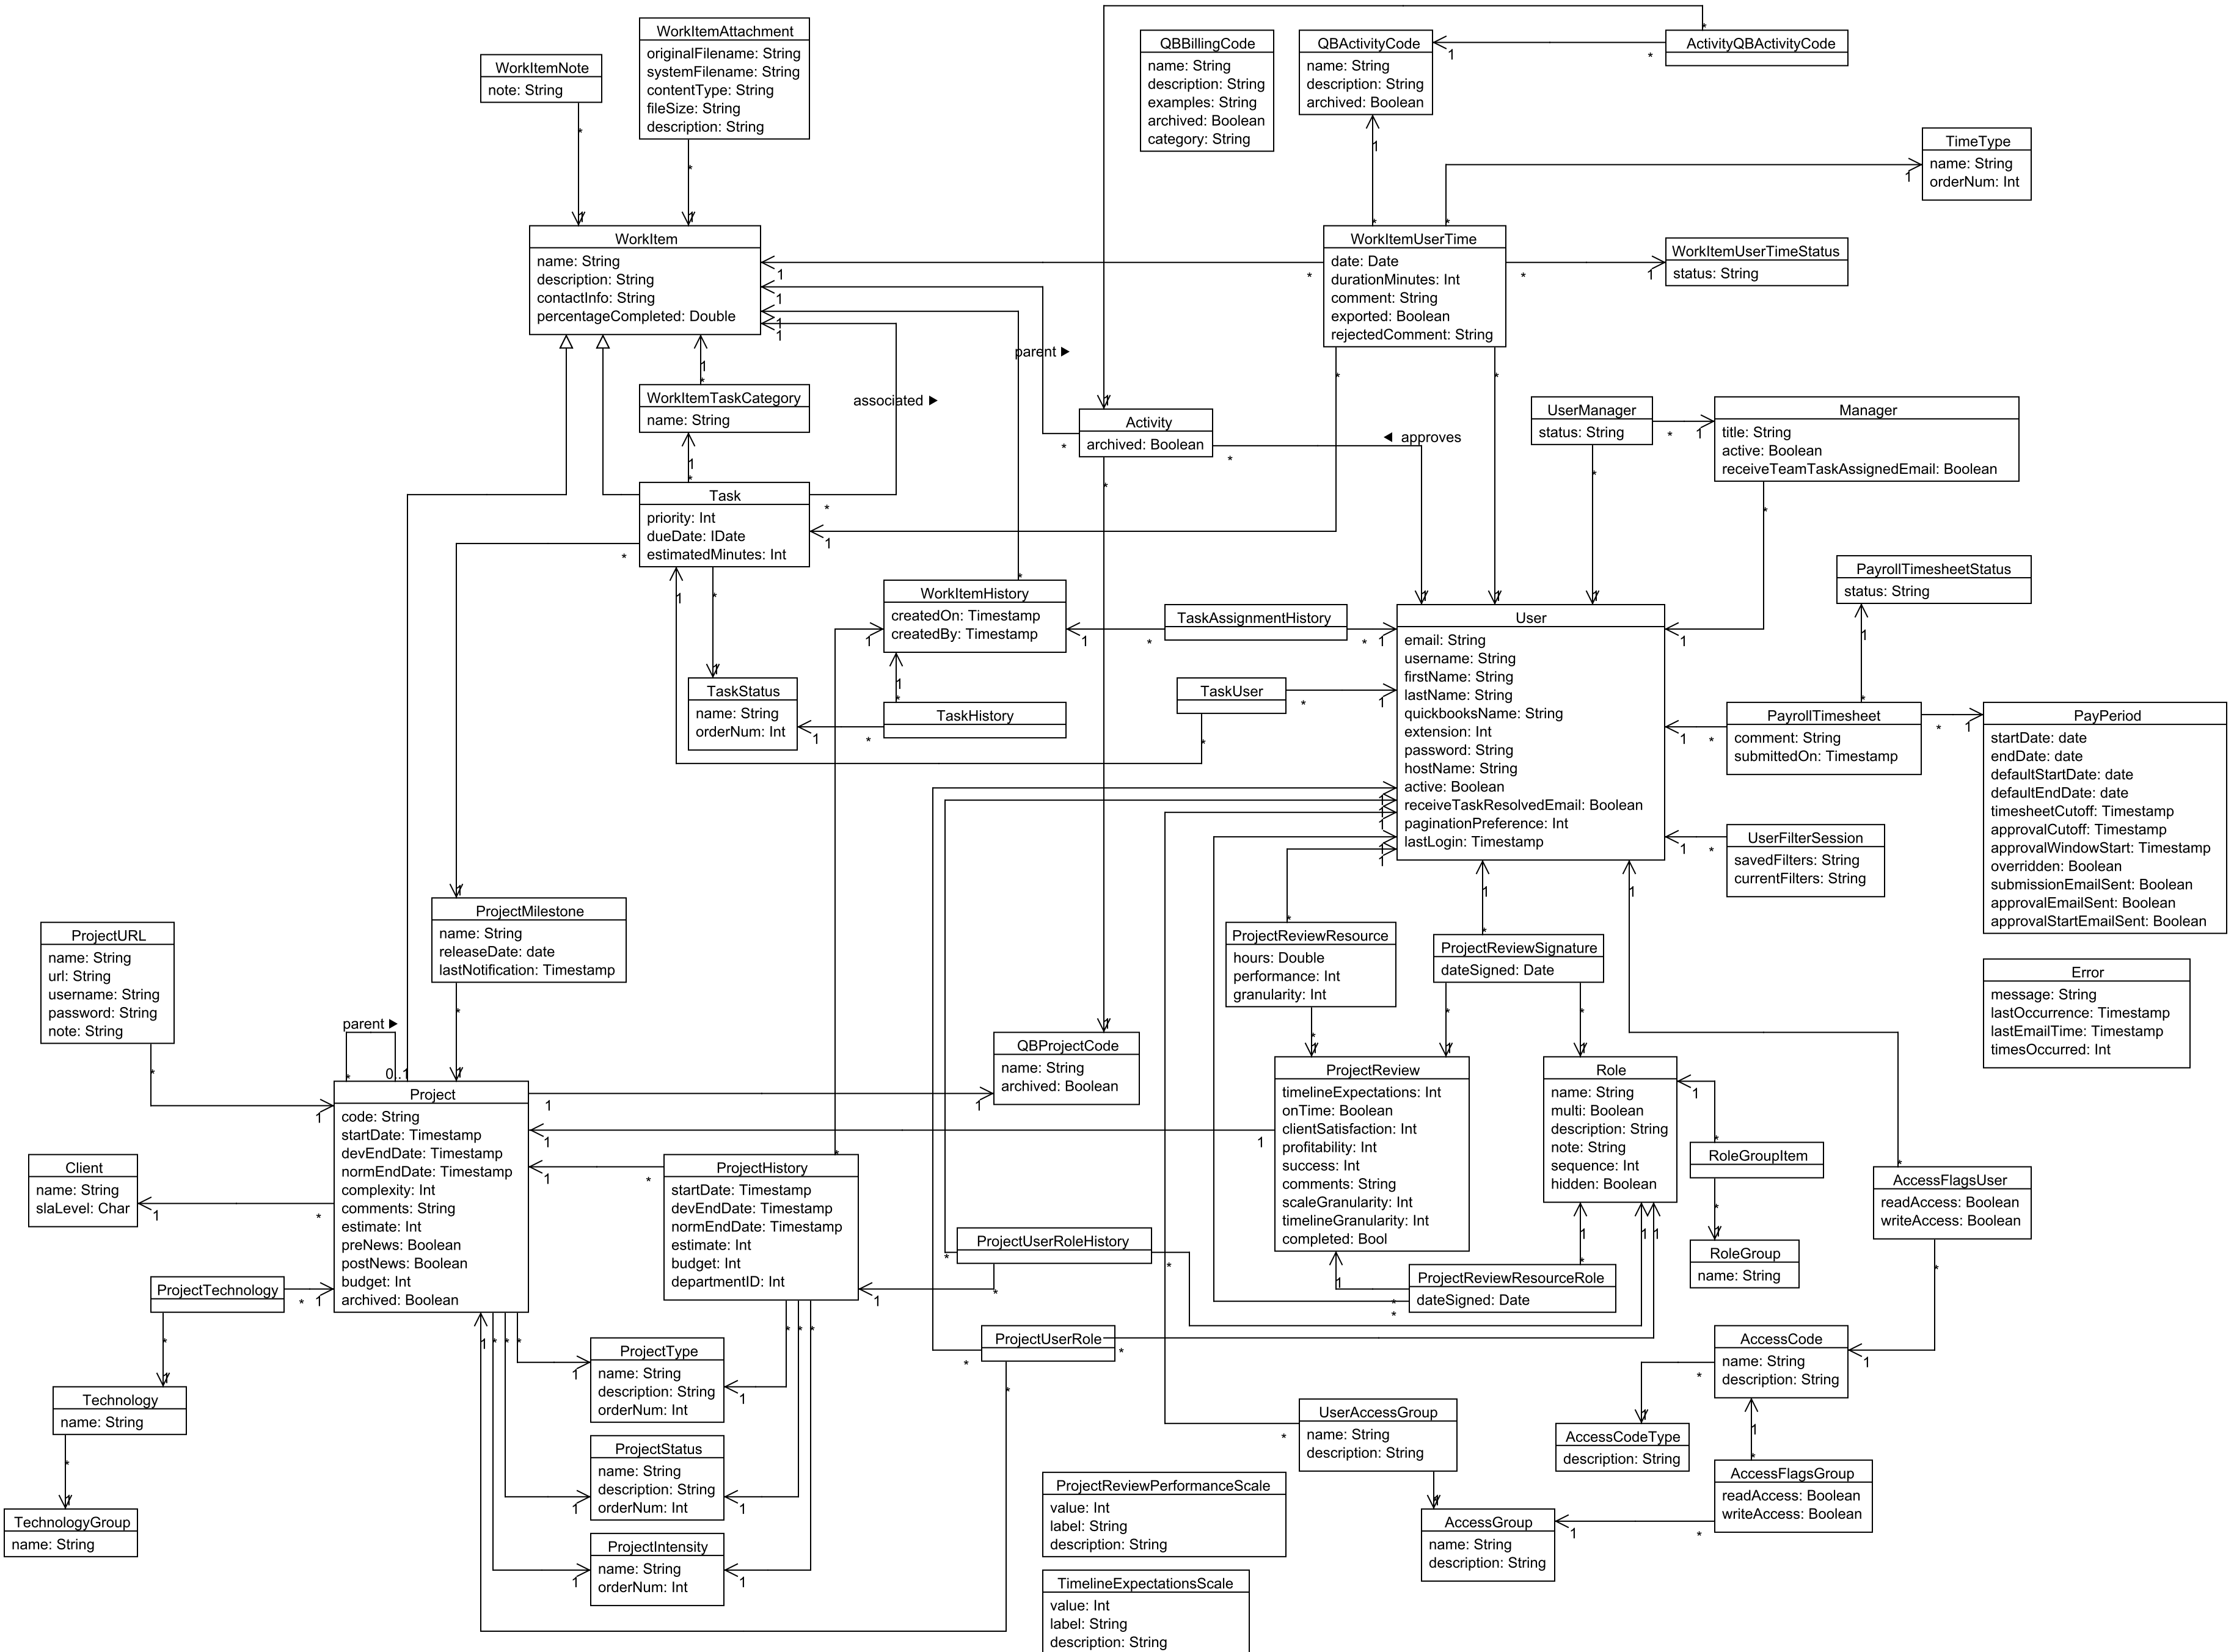 WorkItemAttachment
originalFilename: String
systemFilename: String
contentType: String
fileSize: String
description: String
WorkItemNote
note: String
QBBillingCode
name: String
description: String
examples: String
archived: Boolean
category: String
QBActivityCode
name: String
description: String
archived: Boolean
ActivityQBActivityCode
TimeType
name: String
orderNum: Int
WorkItem
name: String
description: String
contactInfo: String
percentageCompleted: Double
WorkItemUserTime
date: Date
durationMinutes: Int
comment: String
exported: Boolean
rejectedComment: String
WorkItemUserTimeStatus
status: String
parent ►
associated ►
◄ approves
WorkItemTaskCategory
name: String
Activity
archived: Boolean
UserManager
status: String
Manager
title: String
active: Boolean
receiveTeamTaskAssignedEmail: Boolean
Task
priority: Int
dueDate: IDate
estimatedMinutes: Int
WorkItemHistory
createdOn: Timestamp
createdBy: Timestamp
TaskAssignmentHistory
User
email: String
username: String
firstName: String
lastName: String
quickbooksName: String
extension: Int
password: String
hostName: String
active: Boolean
receiveTaskResolvedEmail: Boolean
paginationPreference: Int
lastLogin: Timestamp
PayrollTimesheetStatus
status: String
TaskStatus
name: String
orderNum: Int
TaskHistory
TaskUser
PayrollTimesheet
comment: String
submittedOn: Timestamp
PayPeriod
startDate: date
endDate: date
defaultStartDate: date
defaultEndDate: date
timesheetCutoff: Timestamp
approvalCutoff: Timestamp
approvalWindowStart: Timestamp
overridden: Boolean
submissionEmailSent: Boolean
approvalEmailSent: Boolean
approvalStartEmailSent: Boolean
UserFilterSession
savedFilters: String
currentFilters: String
ProjectMilestone
name: String
releaseDate: date
lastNotification: Timestamp
ProjectURL
name: String
url: String
username: String
password: String
note: String
ProjectReviewResource
hours: Double
performance: Int
granularity: Int
ProjectReviewSignature
dateSigned: Date
Error
message: String
lastOccurrence: Timestamp
lastEmailTime: Timestamp
timesOccurred: Int
parent ►
0..1
QBProjectCode
name: String
archived: Boolean
Project
code: String
startDate: Timestamp
devEndDate: Timestamp
normEndDate: Timestamp
complexity: Int
comments: String
estimate: Int
preNews: Boolean
postNews: Boolean
budget: Int
archived: Boolean
ProjectReview
timelineExpectations: Int
onTime: Boolean
clientSatisfaction: Int
profitability: Int
success: Int
comments: String
scaleGranularity: Int
timelineGranularity: Int
completed: Bool
Role
name: String
multi: Boolean
description: String
note: String
sequence: Int
hidden: Boolean
RoleGroupItem
Client
name: String
slaLevel: Char
ProjectHistory
startDate: Timestamp
devEndDate: Timestamp
normEndDate: Timestamp
estimate: Int
budget: Int
departmentID: Int
AccessFlagsUser
readAccess: Boolean
writeAccess: Boolean
ProjectUserRoleHistory
RoleGroup
name: String
ProjectTechnology
ProjectReviewResourceRole
dateSigned: Date
ProjectUserRole
ProjectType
name: String
description: String
orderNum: Int
AccessCode
name: String
description: String
Technology
name: String
UserAccessGroup
name: String
description: String
AccessCodeType
description: String
ProjectStatus
name: String
description: String
orderNum: Int
AccessFlagsGroup
readAccess: Boolean
writeAccess: Boolean
ProjectReviewPerformanceScale
value: Int
label: String
description: String
TechnologyGroup
name: String
AccessGroup
name: String
description: String
ProjectIntensity
name: String
orderNum: Int
TimelineExpectationsScale
value: Int
label: String
description: String